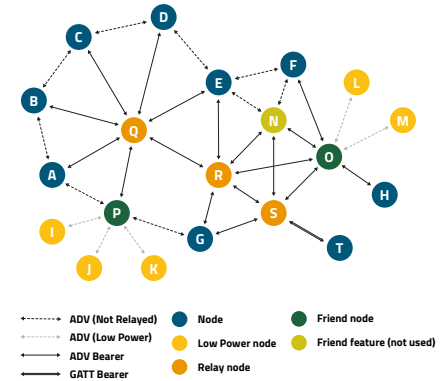 D
C
F
E
L
B
N
M
Q
O
A
R
H
P
S
I
G
T
J
K
ADV (Not Relayed)
Node
Friend node
ADV (Low Power)
Low Power node
Friend feature (not used)
ADV Bearer
Relay node
GATT Bearer